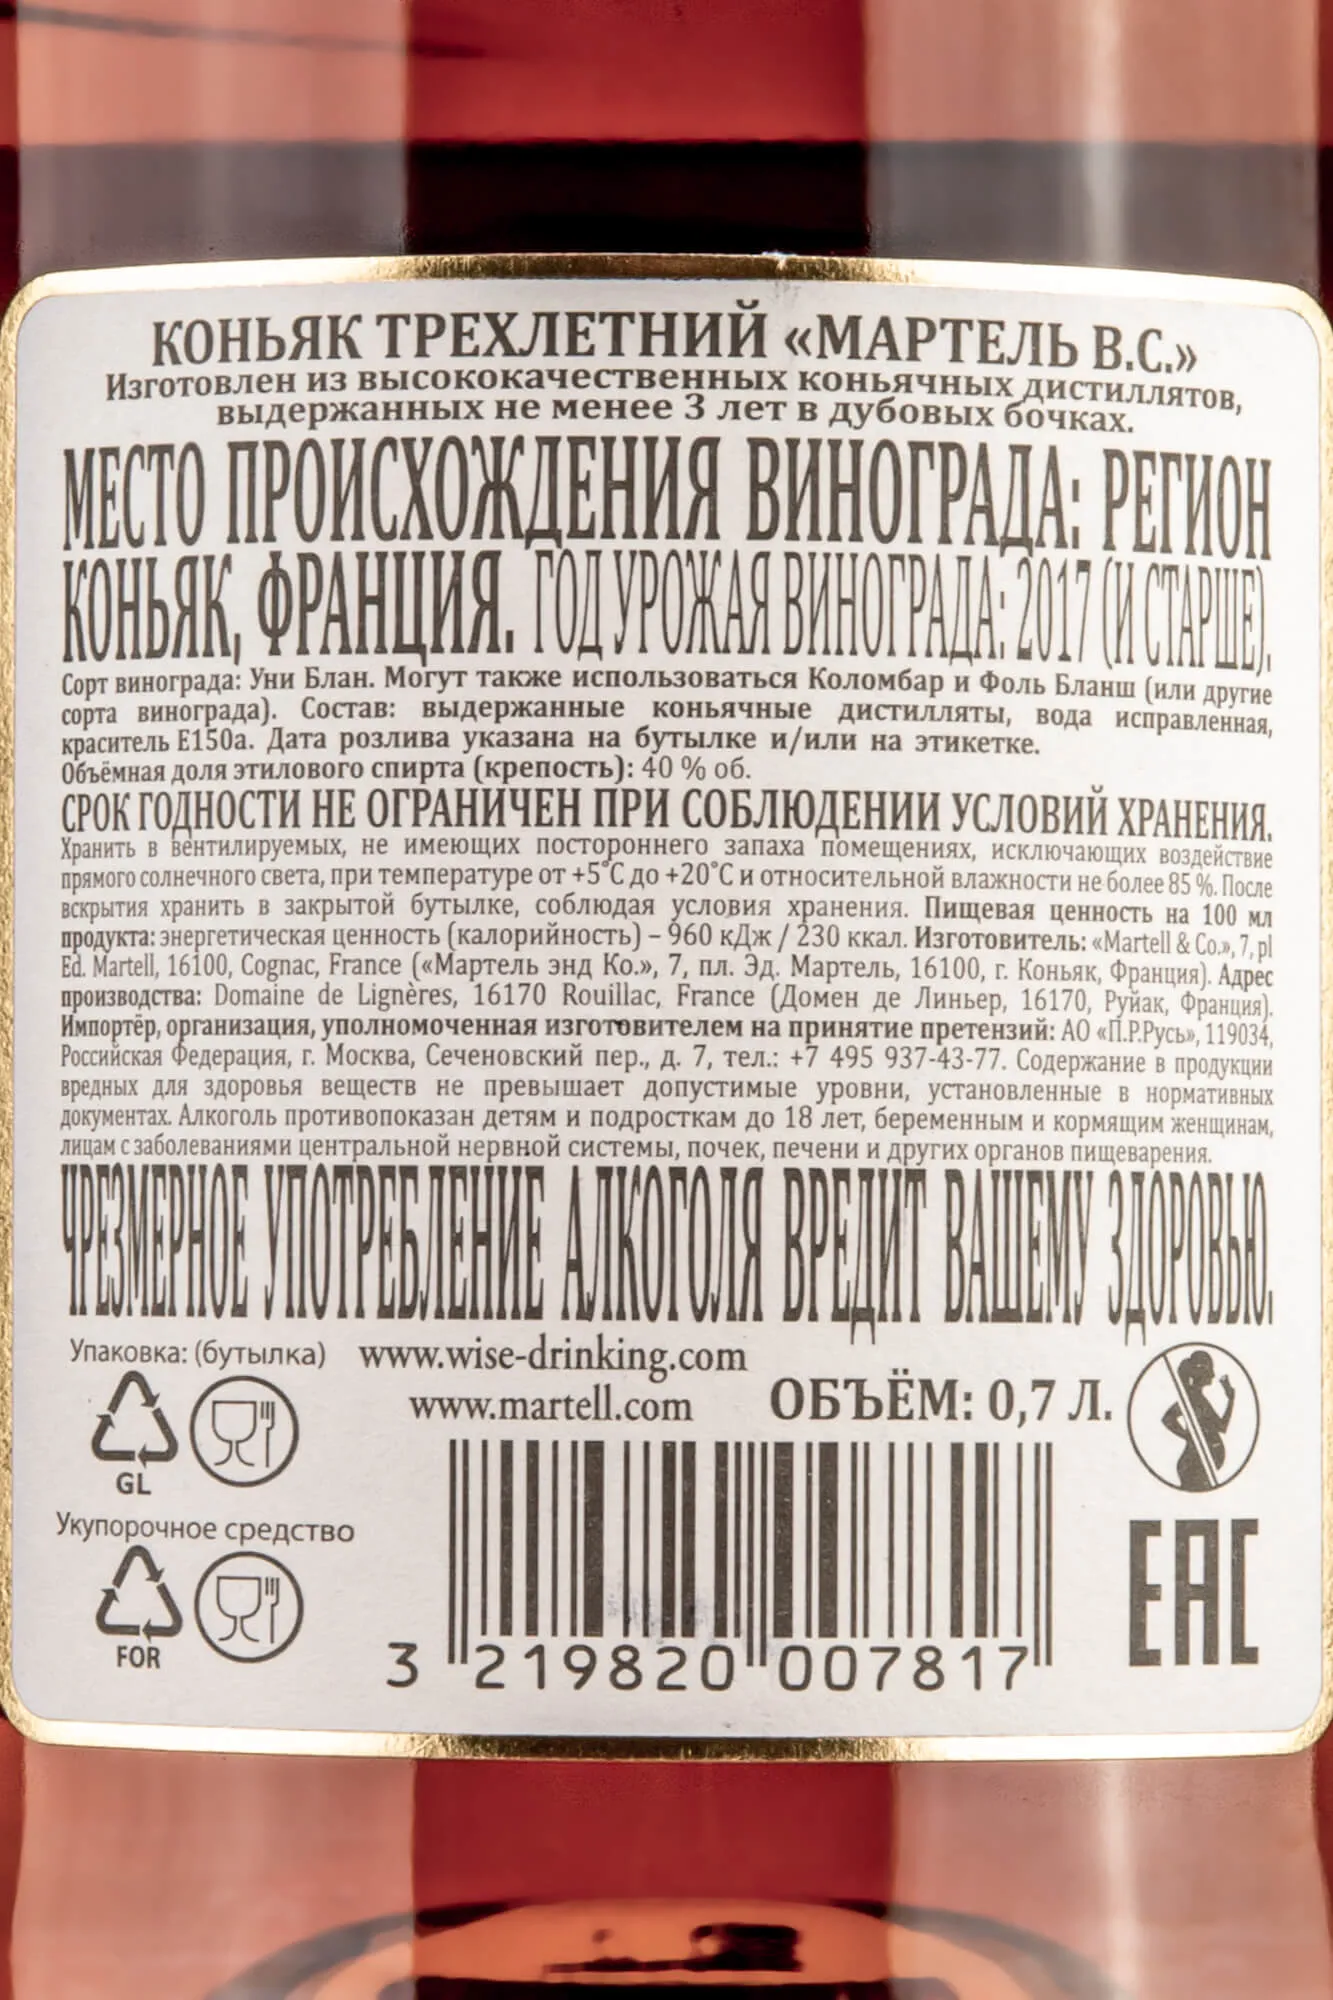 КОНЬЯК ТРЕХЛЕТНИЙ «МАРТЕЛЬ В.С.»
Изготовлен из высококачественных коньячных дистиллятов,
выдержанных не менее 3 лет в дубовых бочках.
МЕСТО ПРОИСХОЖДЕНИЯ ВИНОГРАДА: РЕГИОН
КОНЬЯК, ФРАНЦИЯ. ГОД УРОЖАЯ ВИНОГРАДА: 2017 (И СТАРШЕ).
Сорт винограда: Уни Блан. Могут также использоваться Коломбар и Фоль Бланш (или другие
сорта винограда). Состав: выдержанные коньячные дистилляты, вода исправленная,
краситель Е150а. Дата розлива указана на бутылке и/или на этикетке.
Объёмная доля этилового спирта (крепость): 40 % об.
СРОК ГОДНОСТИ НЕ ОГРАНИЧЕН ПРИ СОБЛЮДЕНИИ УСЛОВИЙ ХРАНЕНИЯ.
Хранить в вентилируемых, не имеющих постороннего запаха помещениях, исключающих воздействие
прямого солнечного света, при температуре от +5˚С до +20˚С и относительной влажности не более 85 %. После
вскрытия хранить в закрытой бутылке, соблюдая условия хранения. Пищевая ценность на 100 мл
продукта: энергетическая ценность (калорийность) – 960 кДж / 230 ккал. Изготовитель: «Martell & Co.», 7, pl
Ed. Martell, 16100, Cognac, France («Мартель энд Ко.», 7, пл. Эд. Мартель, 16100, г. Коньяк, Франция). Адрес
производства: Domaine de Lignères, 16170 Rouillac, France (Домен де Линьер, 16170, Руйак, Франция).
Импортёр, организация, уполномоченная изготовителем на принятие претензий: АО «П.Р.Русь», 119034,
Российская Федерация, г. Москва, Сеченовский пер., д. 7, тел.: +7 495 937-43-77. Содержание в продукции
вредных для здоровья веществ не превышает допустимые уровни, установленные в нормативных
документах. Алкоголь противопоказан детям и подросткам до 18 лет, беременным и кормящим женщинам,
лицам с заболеваниями центральной нервной системы, почек, печени и других органов пищеварения.
ЧРЕЗМЕРНОЕ УПОТРЕБЛЕНИЕ АЛКОГОЛЯ ВРЕДИТ ВАШЕМУ ЗДОРОВЬЮ.
Упаковка: (бутылка) www.wise-drinking.com
www.martell.com ОБЪЁМ: 0,7 Л.
GL
Укупорочное средство
FOR
EAC
3 219820 007817